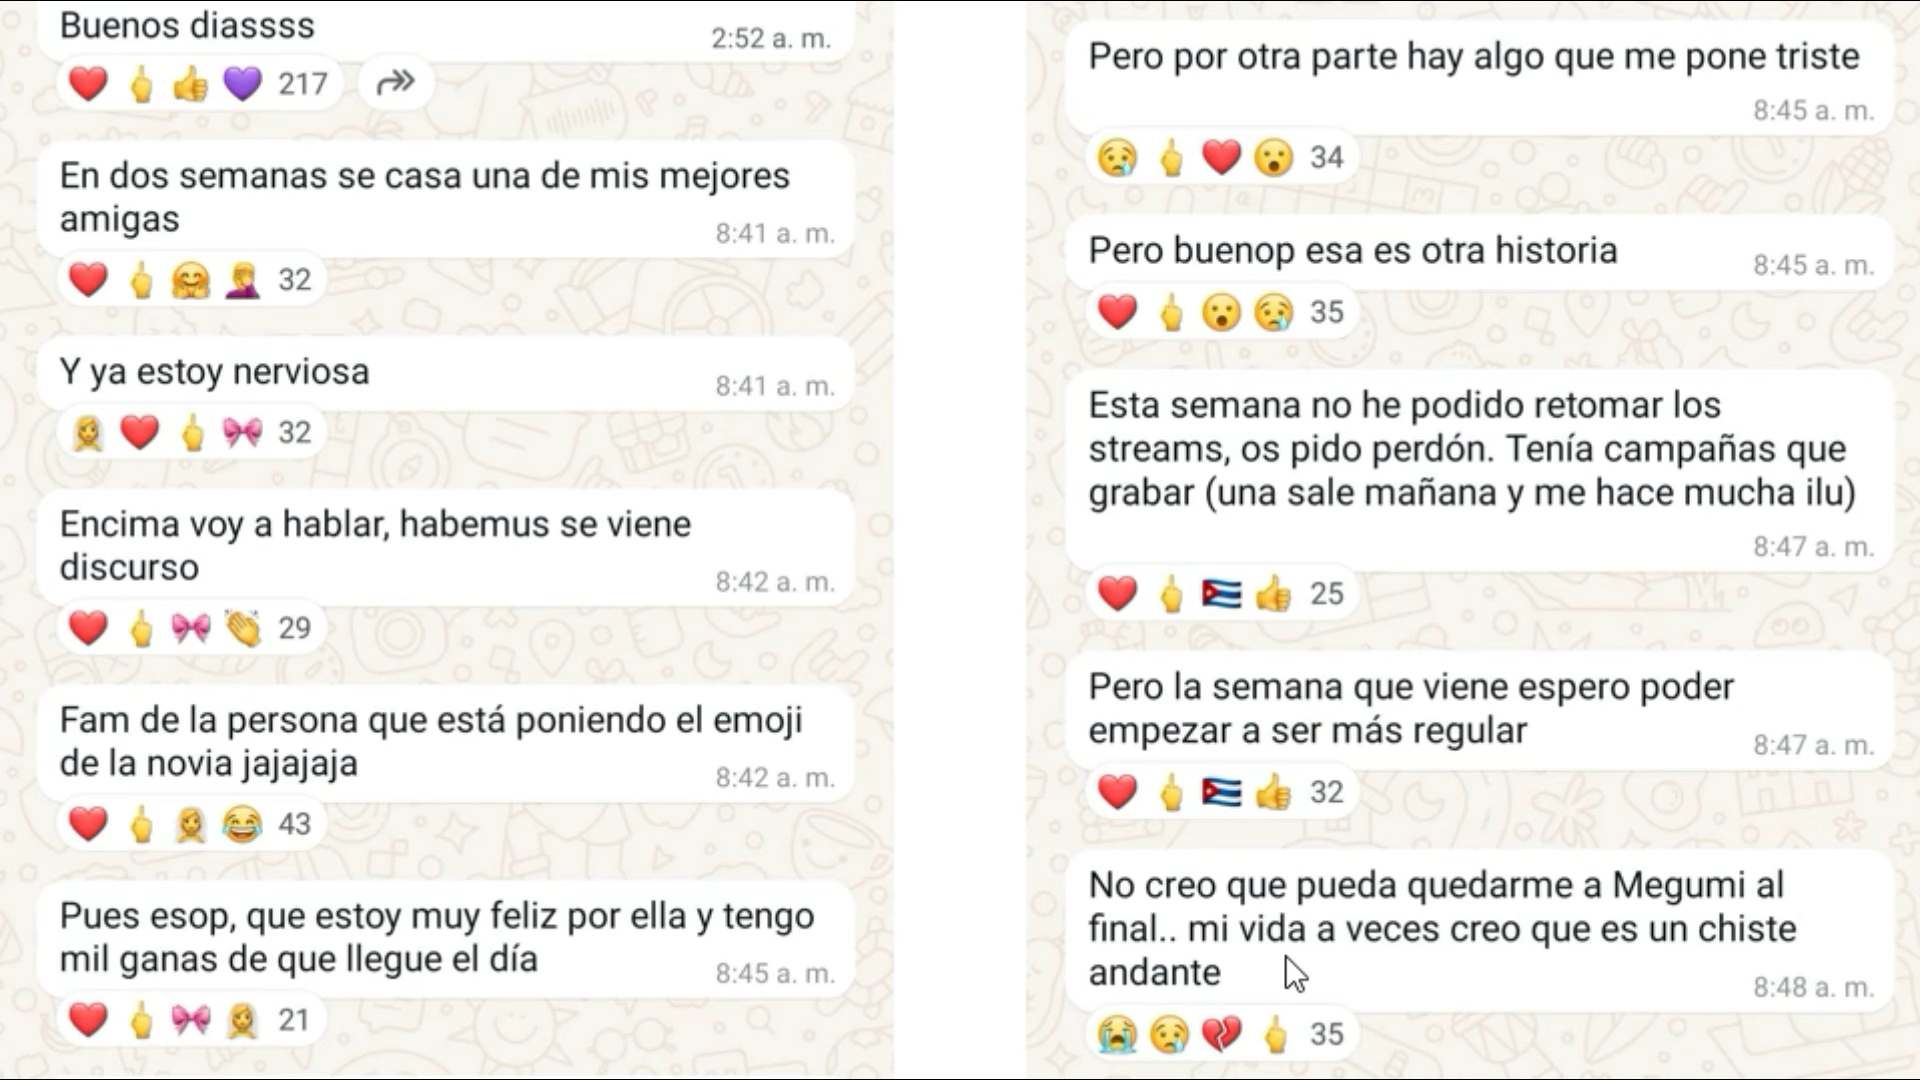 Buenos diassss
2:52 a. m.
217
En dos semanas se casa una de mis mejores
amigas
8:41 a. m.
32
Y ya estoy nerviosa
8:41 a. m.
32
Encima voy a hablar, habemus se viene
discurso
8:42 a. m.
29
Fam de la persona que está poniendo el emoji
de la novia jajajaja
8:42 a. m.
43
Pues esop, que estoy muy feliz por ella y tengo
mil ganas de que llegue el día
8:45 a. m.
21
Pero por otra parte hay algo que me pone triste
8:45 a. m.
34
Pero buenop esa es otra historia
8:45 a. m.
35
Esta semana no he podido retomar los
streams, os pido perdón. Tenía campañas que
grabar (una sale mañana y me hace mucha ilu)
8:47 a. m.
25
Pero la semana que viene espero poder
empezar a ser más regular
8:47 a. m.
32
No creo que pueda quedarme a Megumi al
final.. mi vida a veces creo que es un chiste
andante
8:48 a. m.
35